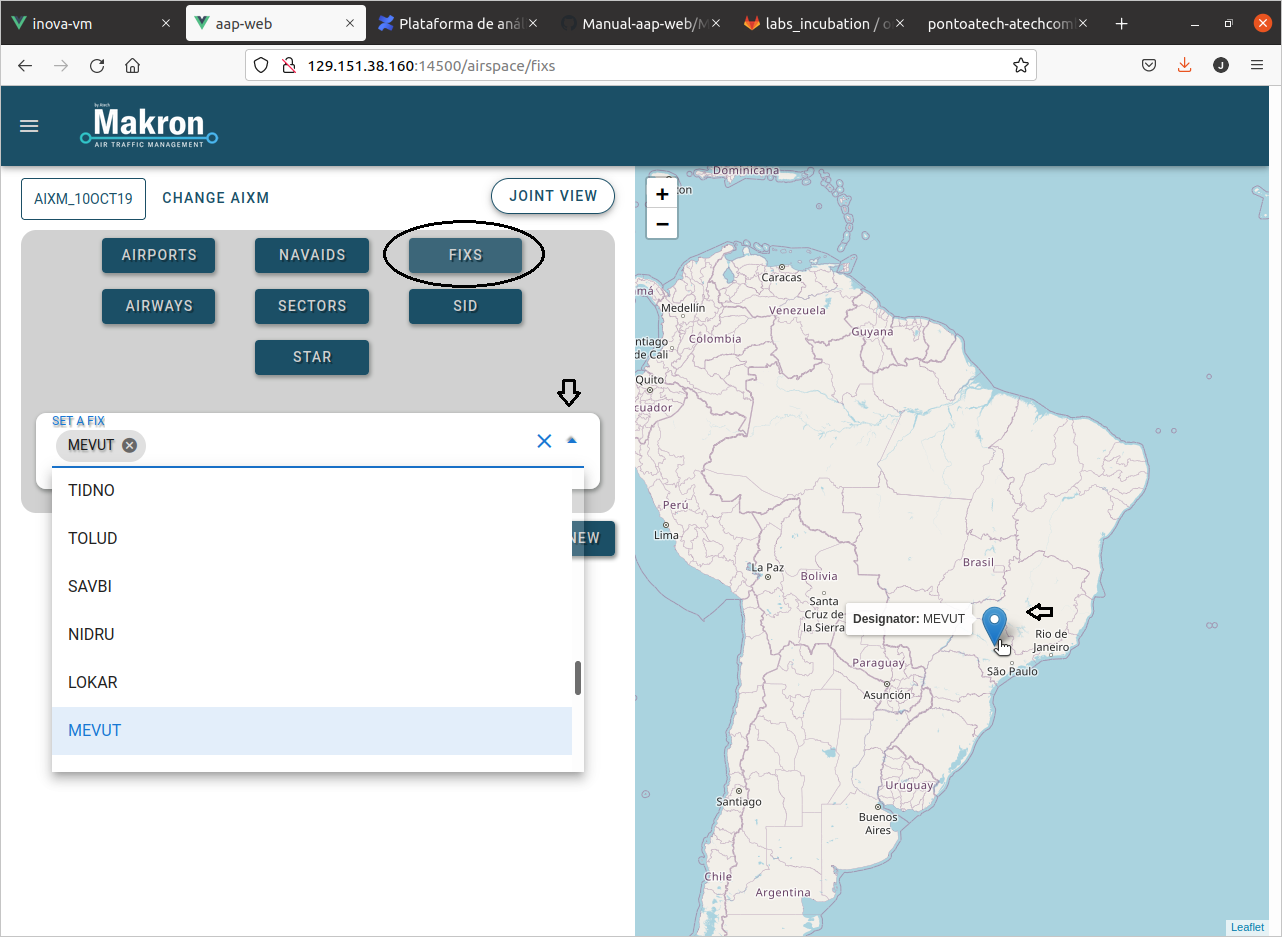 inova-vm
aap-web
Plataforma de aná
Manual-aap-web/M
labs_incubation / o
pontoatech-atechcoml
129.151.38.160:14500/airspace/fixs
J
by Atech
Makron
AIR TRAFFIC MANAGEMENT
AIXM_10OCT19
CHANGE AIXM
JOINT VIEW
AIRPORTS
NAVAIDS
FIXS
AIRWAYS
SECTORS
SID
STAR
SET A FIX
MEVUT
TIDNO
TOLUD
SAVBI
NIDRU
LOKAR
MEVUT
NEW
+
−
Dominicana
on
Caracas
má
Medellín
Venezuela
Guyana
ntiago
de Cali
Colombia
Quito
cuador
Perú
Lima
La Paz
Bolivia
Brasil
Santa
Cruz de
la Sierra
Designator: MEVUT
Rio de
Janeiro
Paraguay
São Paulo
Asunción
Uruguay
Santiago
Buenos
Aires
Chile
Argentina
Leaflet